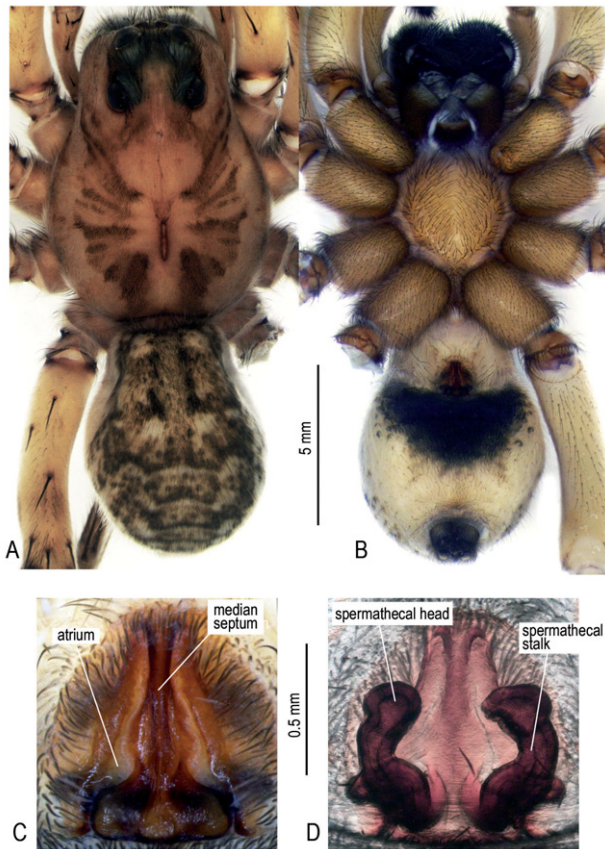 A
5 mm
B
median
septum
atrium
0.5 mm
spermathecal head
spermathecal
stalk
C
D